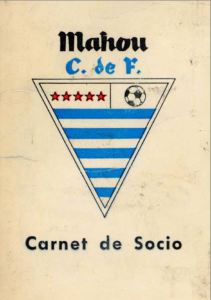 Mahou
C. de F.
Carnet de Socio